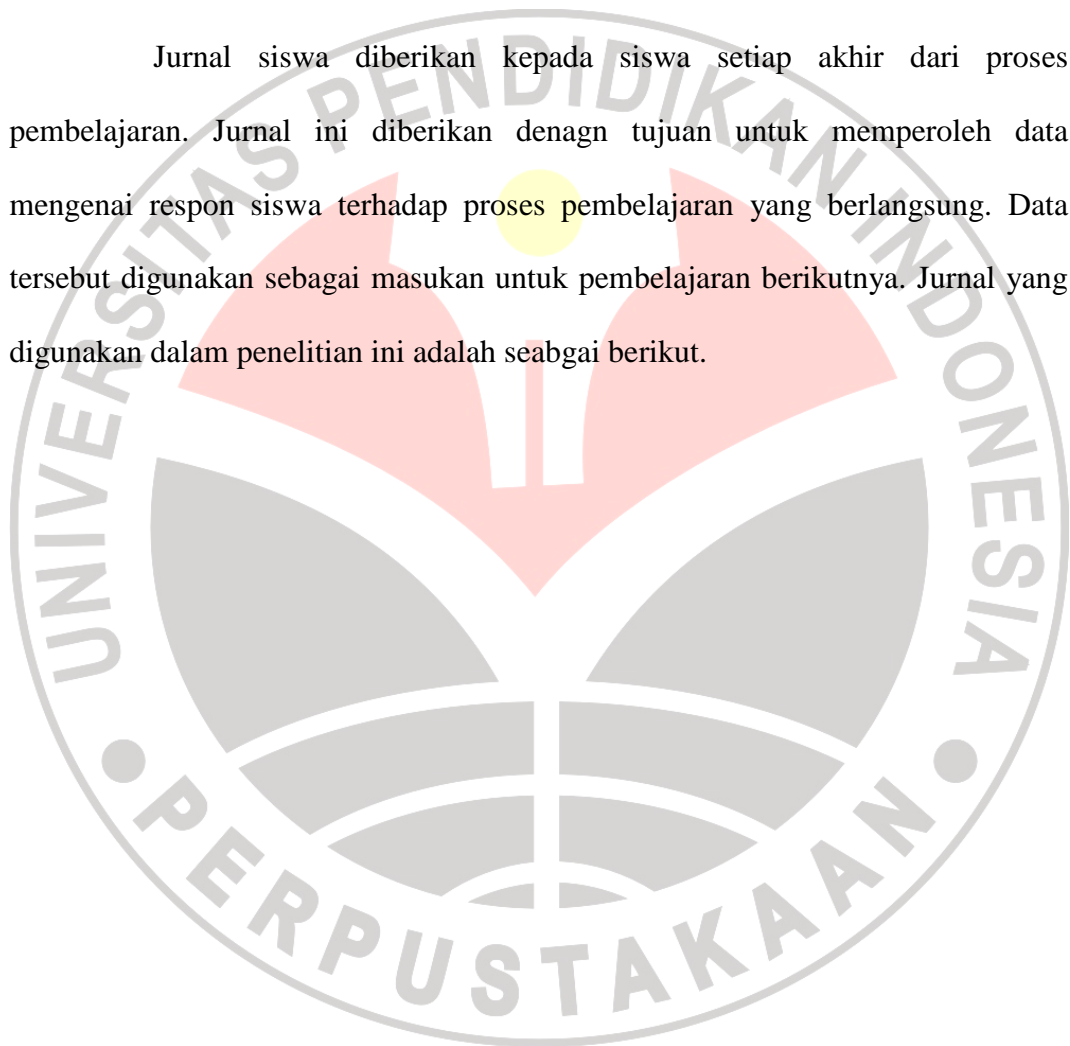 Jurnal siswa diberikan kepada siswa setiap akhir dari proses
pembelajaran. Jurnal ini diberikan denagn tujuan untuk memperoleh data
mengenai respon siswa terhadap proses pembelajaran yang berlangsung. Data
tersebut digunakan sebagai masukan untuk pembelajaran berikutnya. Jurnal yang
digunakan dalam penelitian ini adalah seabgai berikut.
UNIVERSITAS PENDIDIKAN INDONESIA
PERPUSTAKAAN